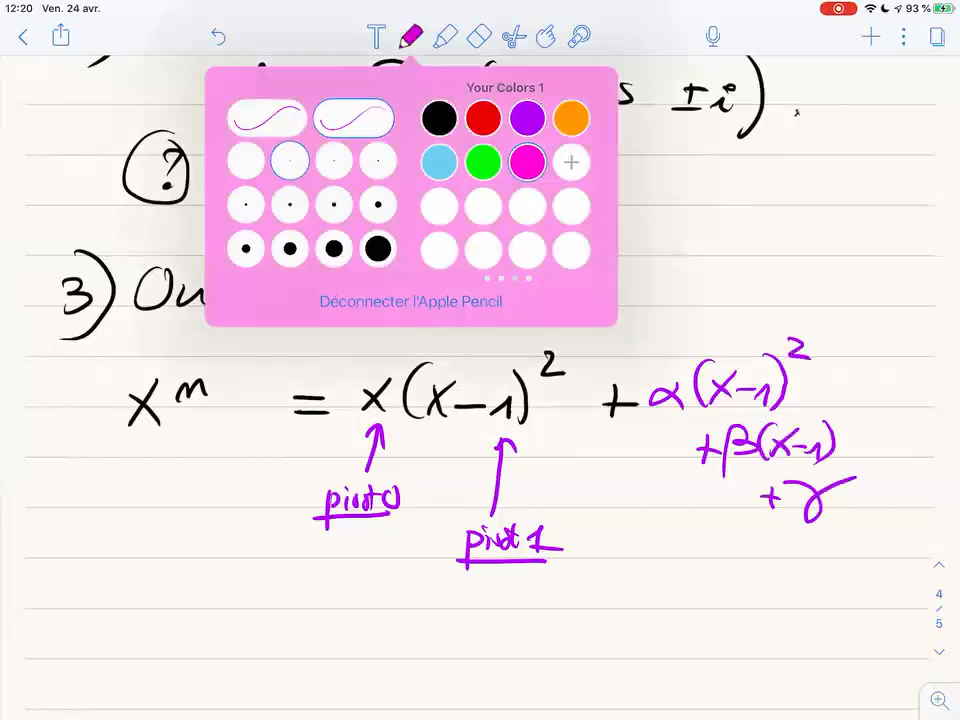 12:20 Ven. 24 avr. 93 %
Your Colors 1
s ±i).
?
Déconnecter l'Apple Pencil
3) Ou
X^n = X(X-1)^2 + α(X-1)^2
+β(X-1)
+γ
pivot 0
pivot 1
4
/
5